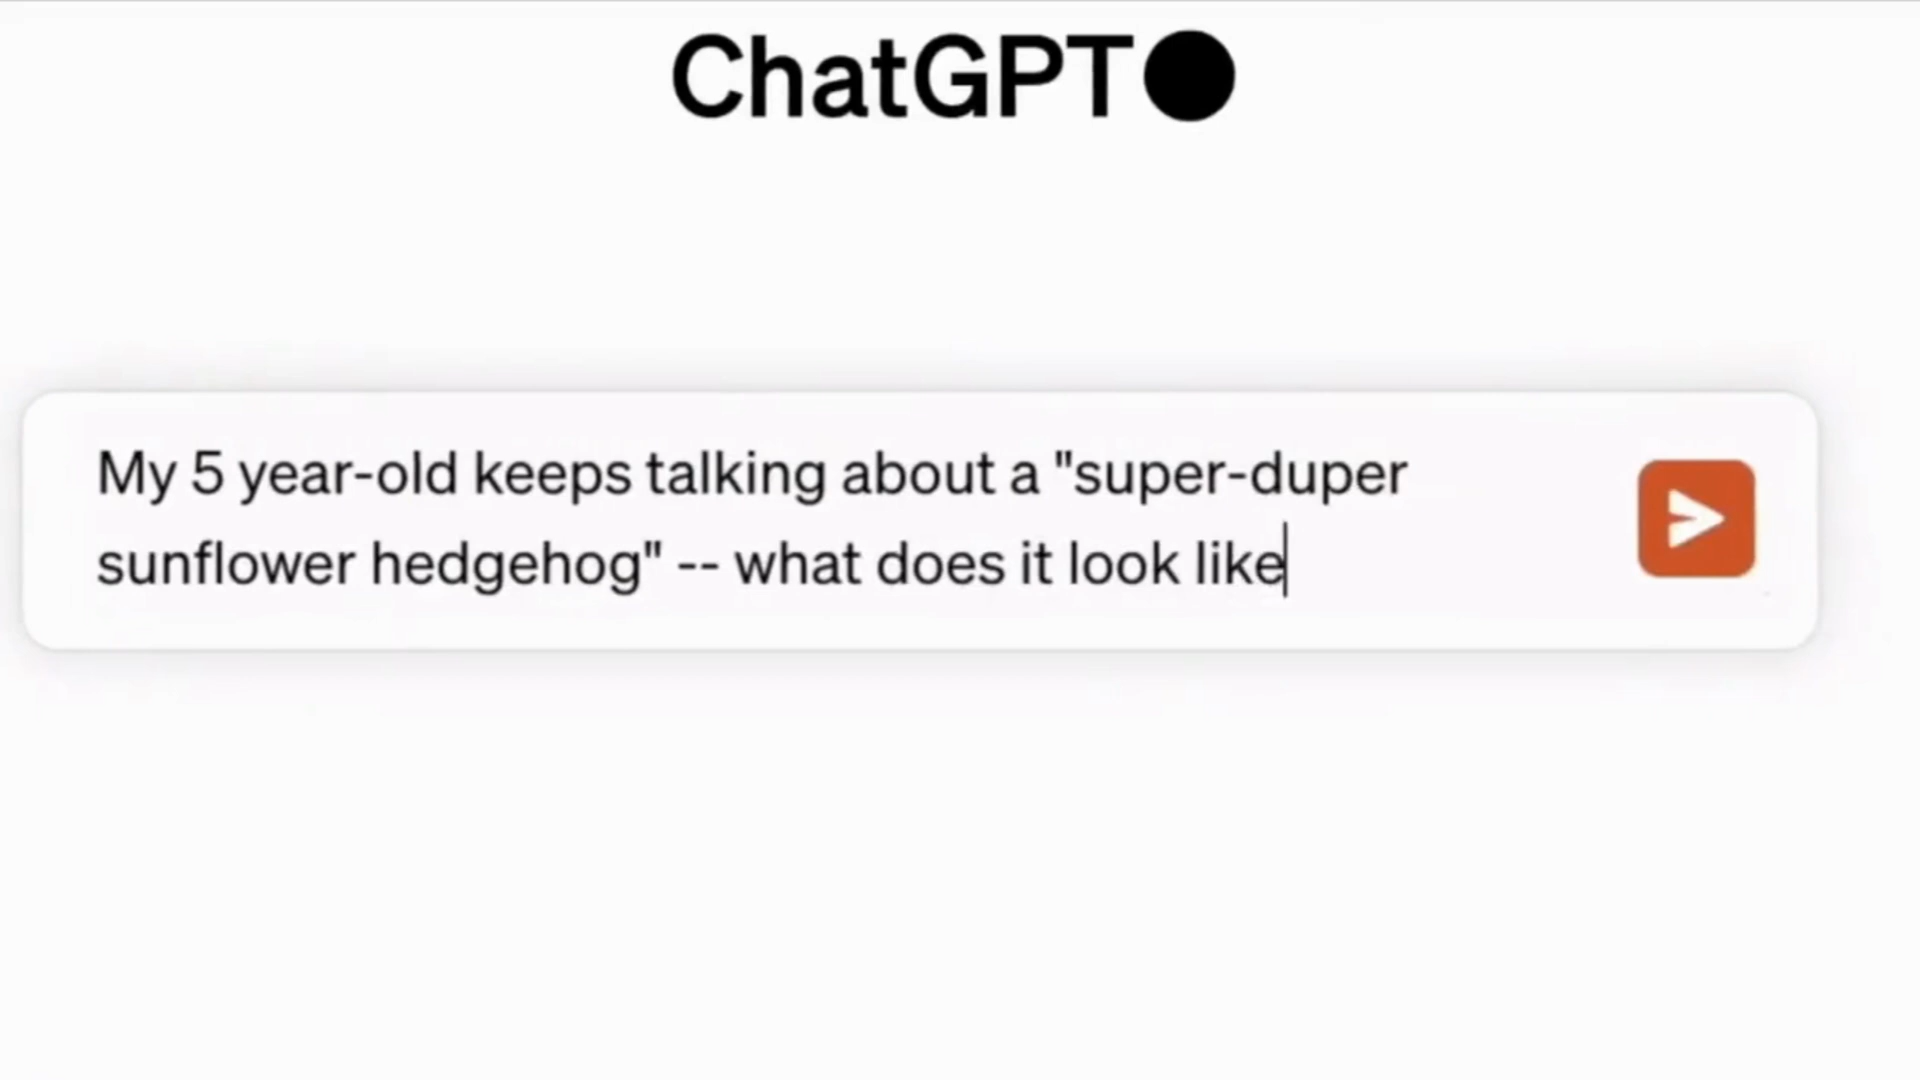 ChatGPT
My 5 year-old keeps talking about a "super-duper
sunflower hedgehog" -- what does it look like